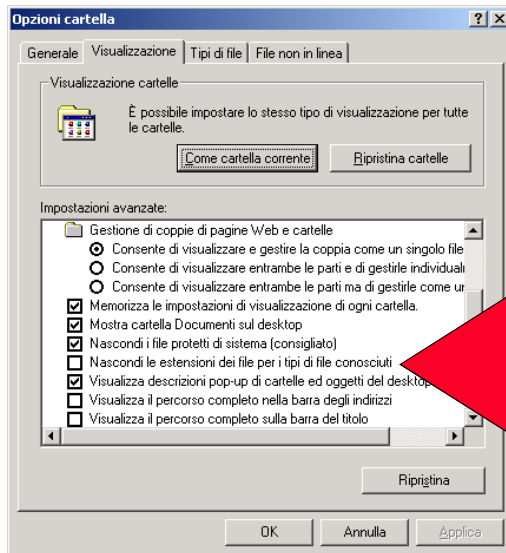 Opzioni cartella
Generale Visualizzazione Tipi di file File non in linea
Visualizzazione cartelle
È possibile impostare lo stesso tipo di visualizzazione per tutte
le cartelle.
Come cartella corrente Ripristina cartelle
Impostazioni avanzate:
Gestione di coppie di pagine Web e cartelle
Consente di visualizzare e gestire la coppia come un singolo file
Consente di visualizzare entrambe le parti e di gestirle individual
Consente di visualizzare entrambe le parti ma di gestirle come un
Memorizza le impostazioni di visualizzazione di ogni cartella.
Mostra cartella Documenti sul desktop
Nascondi i file protetti di sistema (consigliato)
Nascondi le estensioni dei file per i tipi di file conosciuti
Visualizza descrizioni pop-up di cartelle ed oggetti del desktop
Visualizza il percorso completo nella barra degli indirizzi
Visualizza il percorso completo sulla barra del titolo
Ripristina
OK Annulla Applica